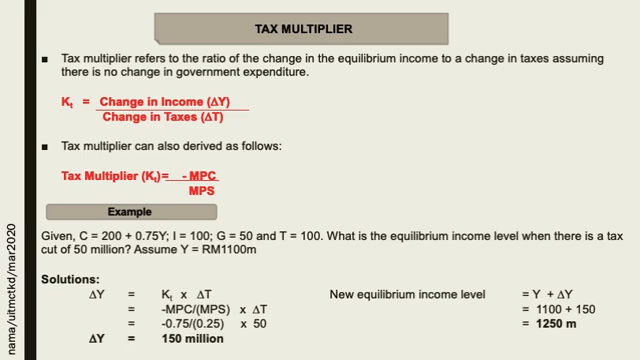 TAX MULTIPLIER
▪ Tax multiplier refers to the ratio of the change in the equilibrium income to a change in taxes assuming
there is no change in government expenditure.
Kt = Change in Income (ΔY)
Change in Taxes (ΔT)
▪ Tax multiplier can also derived as follows:
Tax Multiplier (Kt)= - MPC
MPS
Example
Given, C = 200 + 0.75Y; I = 100; G = 50 and T = 100. What is the equilibrium income level when there is a tax
cut of 50 million? Assume Y = RM1100m
Solutions:
ΔY = Kt x ΔT
= -MPC/(MPS) x ΔT
= -0.75/(0.25) x 50
ΔY = 150 million
New equilibrium income level = Y + ΔY
= 1100 + 150
= 1250 m
nama/uitmctkd/mar2020